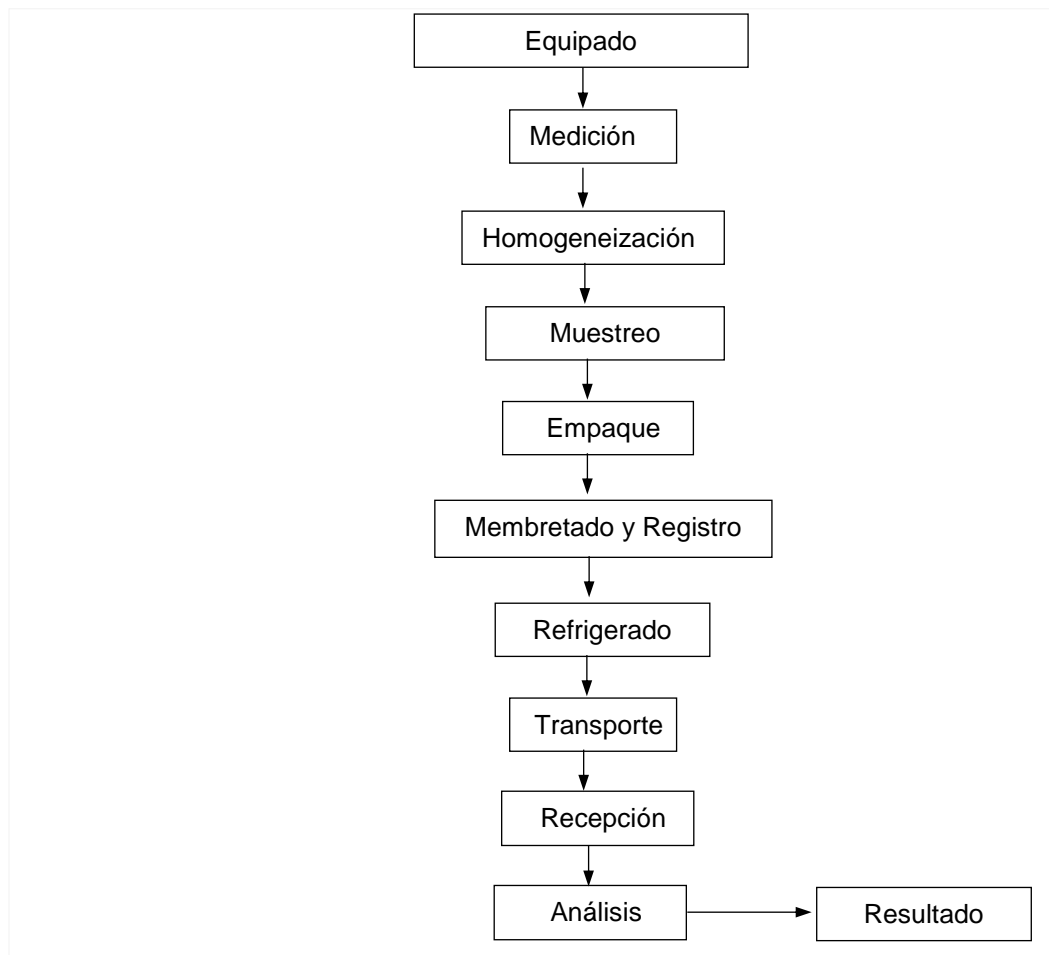 Equipado
Medición
Homogeneización
Muestreo
Empaque
Membretado y Registro
Refrigerado
Transporte
Recepción
Análisis
Resultado